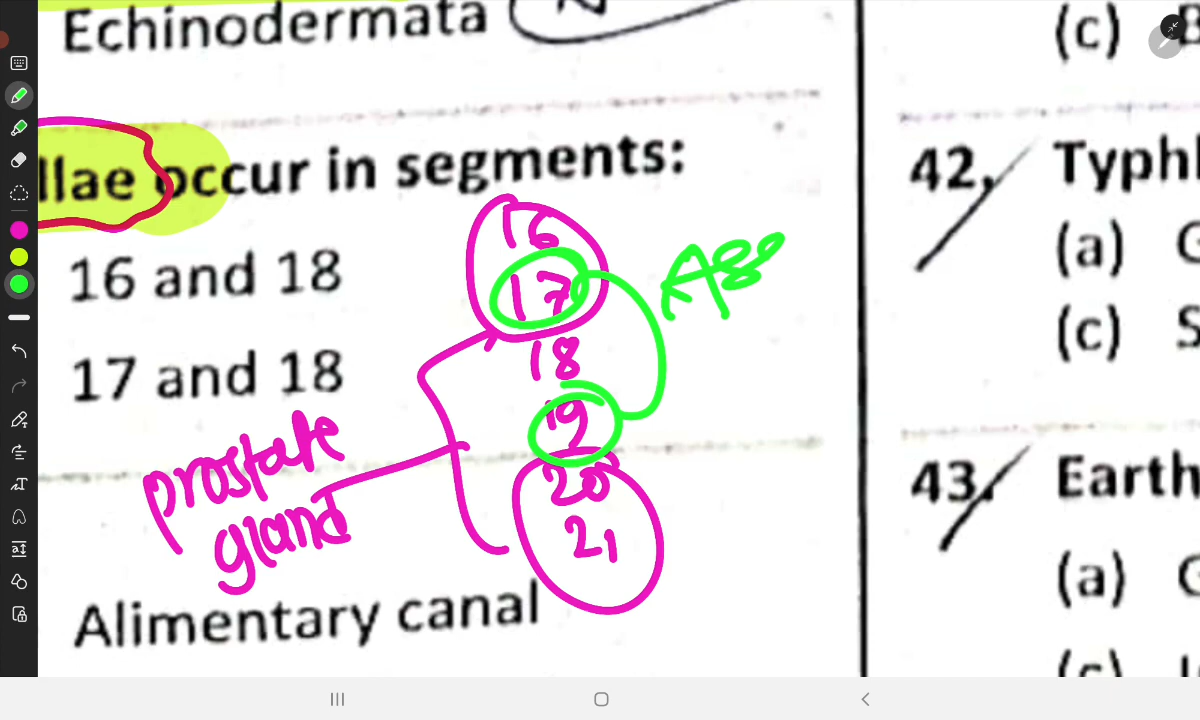 Echinodermata
llae occur in segments:
16 and 18
17 and 18
16
17
18
19
20
21
prostate
gland
Alimentary canal
(c) B
42. Typhl
(a) G
(c) S
43. Earth
(a) G
(c)